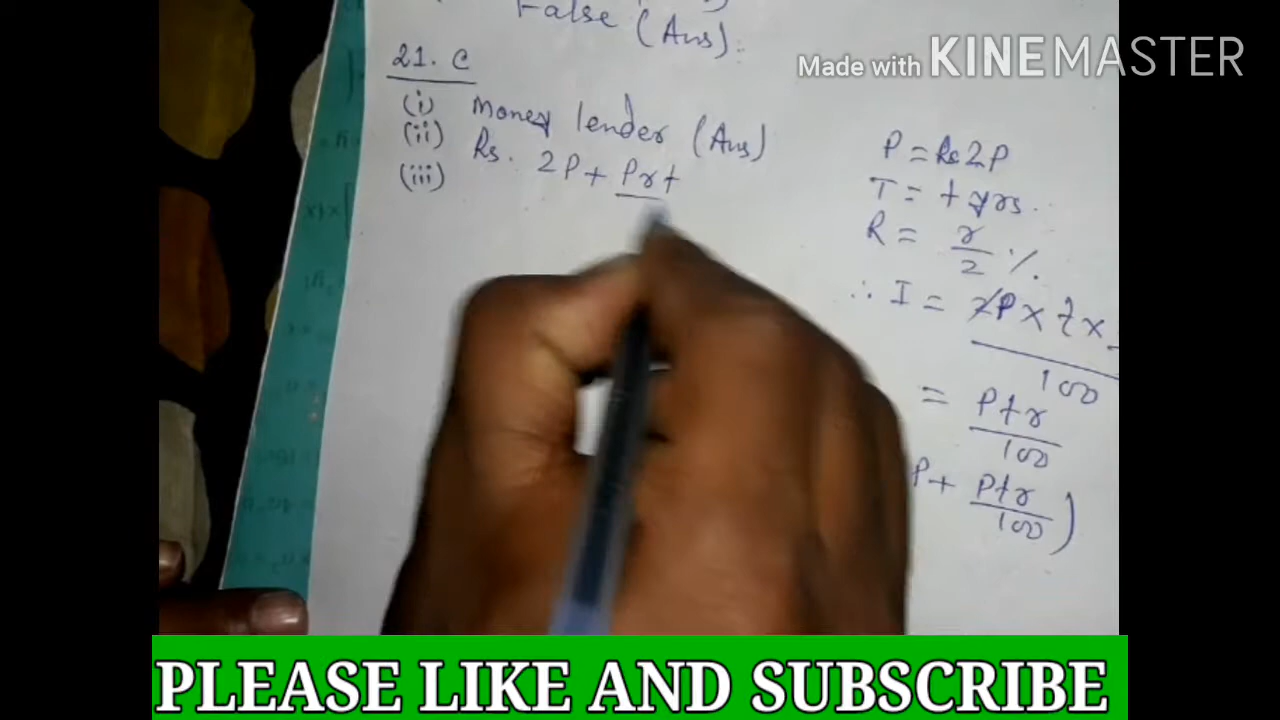 False (Ans).
Made with KINEMASTER
21. C
(i) Money lender (Ans)
(ii) Rs. 2P + Prt
(iii)
P = Rs 2P
T = t yrs.
R = r/2 %
∴ I = 2P x t x
100
= Ptr/100
P + Ptr/100 )
PLEASE LIKE AND SUBSCRIBE